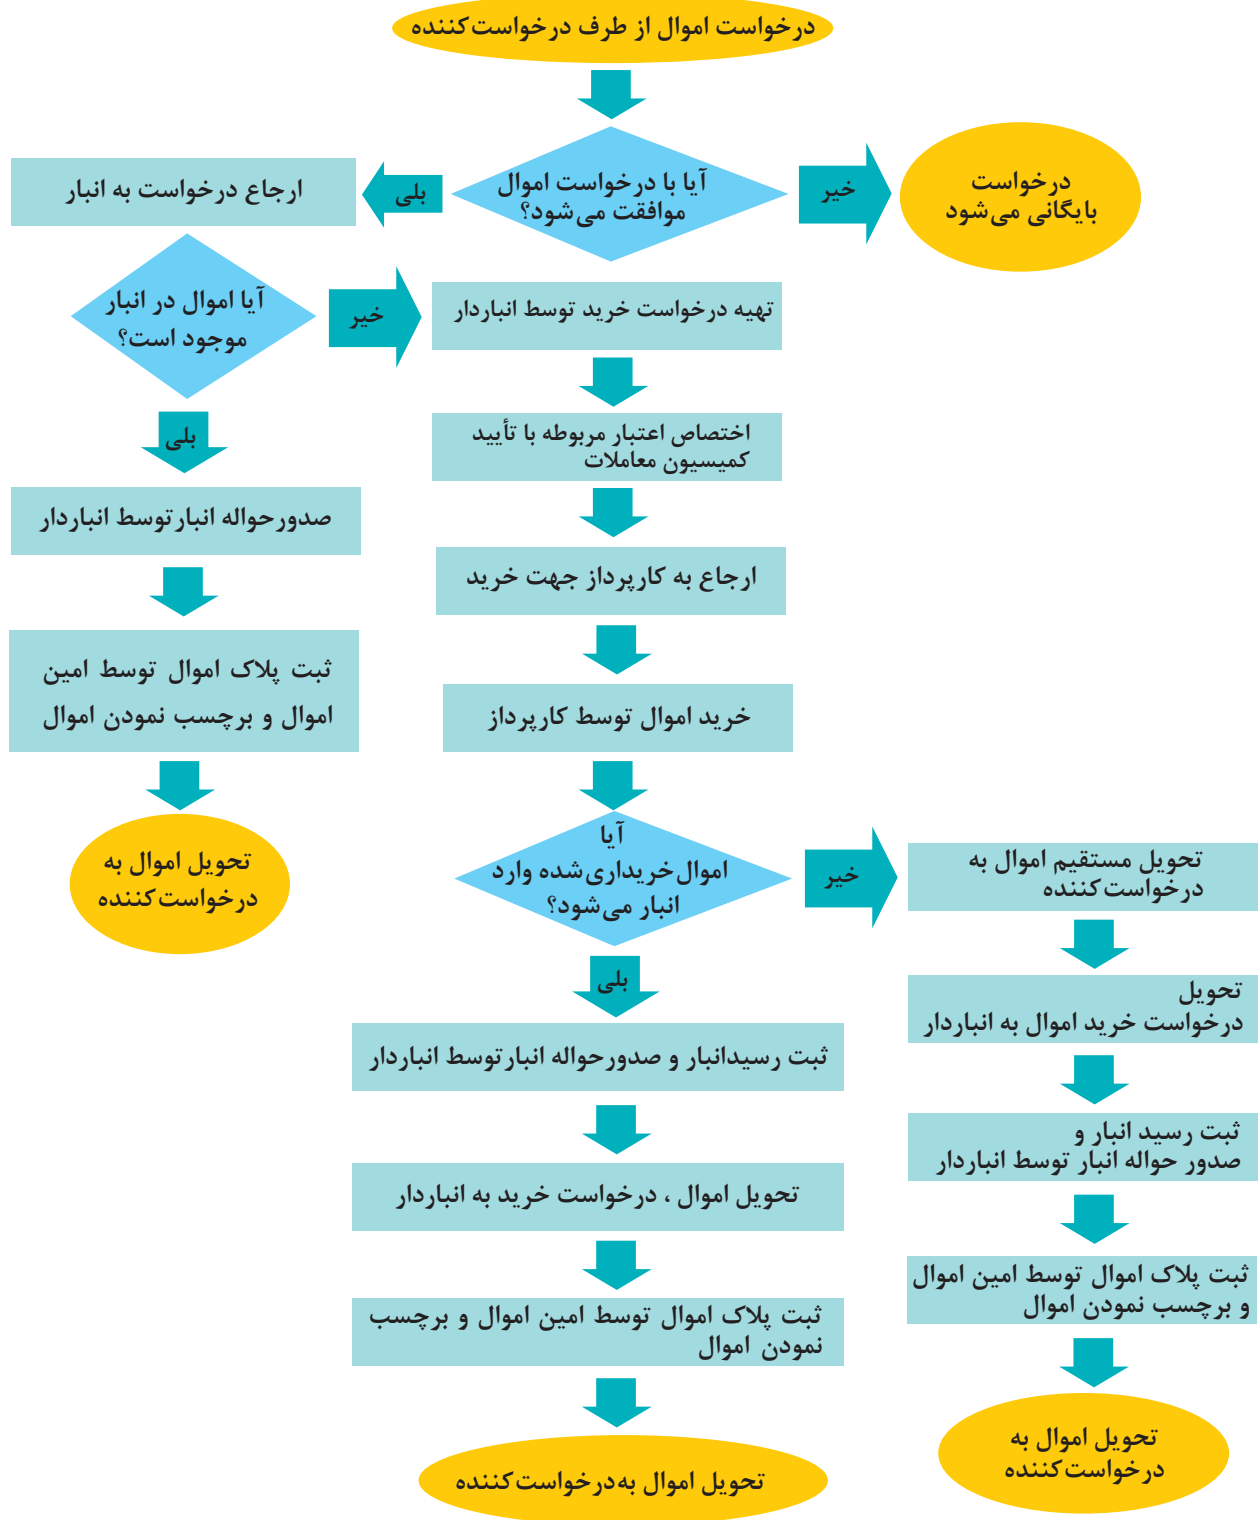 درخواست اموال از طرف درخواست‌کننده
آیا با درخواست اموال
موافقت می‌شود؟
خیر
درخواست
بایگانی می‌شود
بلی
ارجاع درخواست به انبار
آیا اموال در انبار
موجود است؟
خیر
تهیه درخواست خرید توسط انباردار
بلی
صدورحواله انبارتوسط انباردار
ثبت پلاک اموال توسط امین
اموال و برچسب نمودن اموال
تحویل اموال به
درخواست‌کننده
اختصاص اعتبار مربوطه با تأیید
کمیسیون معاملات
ارجاع به کارپرداز جهت خرید
خرید اموال توسط کارپرداز
آیا
اموال‌خریداری‌شده وارد
انبار می‌شود؟
خیر
تحویل مستقیم اموال به
درخواست‌کننده
تحویل
درخواست خرید اموال به انباردار
ثبت رسید انبار و
صدور حواله انبار توسط انباردار
ثبت پلاک اموال توسط امین اموال
و برچسب نمودن اموال
تحویل اموال به
درخواست‌کننده
بلی
ثبت رسیدانبار و صدورحواله انبارتوسط انباردار
تحویل اموال ، درخواست خرید به انباردار
ثبت پلاک اموال توسط امین اموال و برچسب
نمودن اموال
تحویل اموال به‌درخواست‌کننده